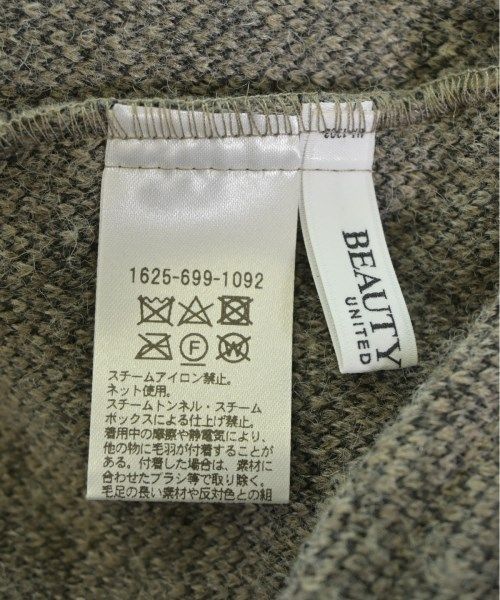 1625-699-1092
F
W
スチームアイロン禁止。
ネット使用。
スチームトンネル・スチーム
ボックスによる仕上げ禁止。
着用中の摩擦や静電気により、
他の物に毛羽が付着することが
ある。付着した場合は、素材に
合わせたブラシ等で取り除く。
毛足の長い素材や反対色との組
BEAUTY
UNITED